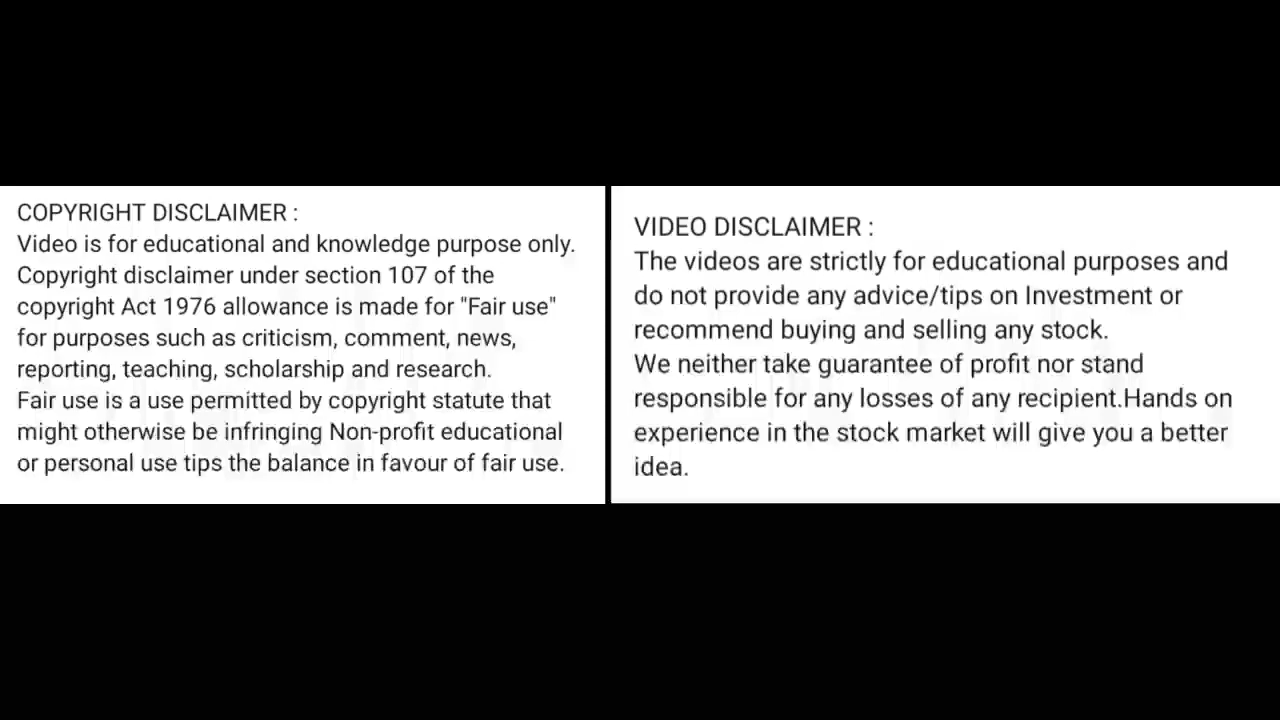 COPYRIGHT DISCLAIMER :
Video is for educational and knowledge purpose only.
Copyright disclaimer under section 107 of the
copyright Act 1976 allowance is made for "Fair use"
for purposes such as criticism, comment, news,
reporting, teaching, scholarship and research.
Fair use is a use permitted by copyright statute that
might otherwise be infringing Non-profit educational
or personal use tips the balance in favour of fair use.
VIDEO DISCLAIMER :
The videos are strictly for educational purposes and
do not provide any advice/tips on Investment or
recommend buying and selling any stock.
We neither take guarantee of profit nor stand
responsible for any losses of any recipient.Hands on
experience in the stock market will give you a better
idea.